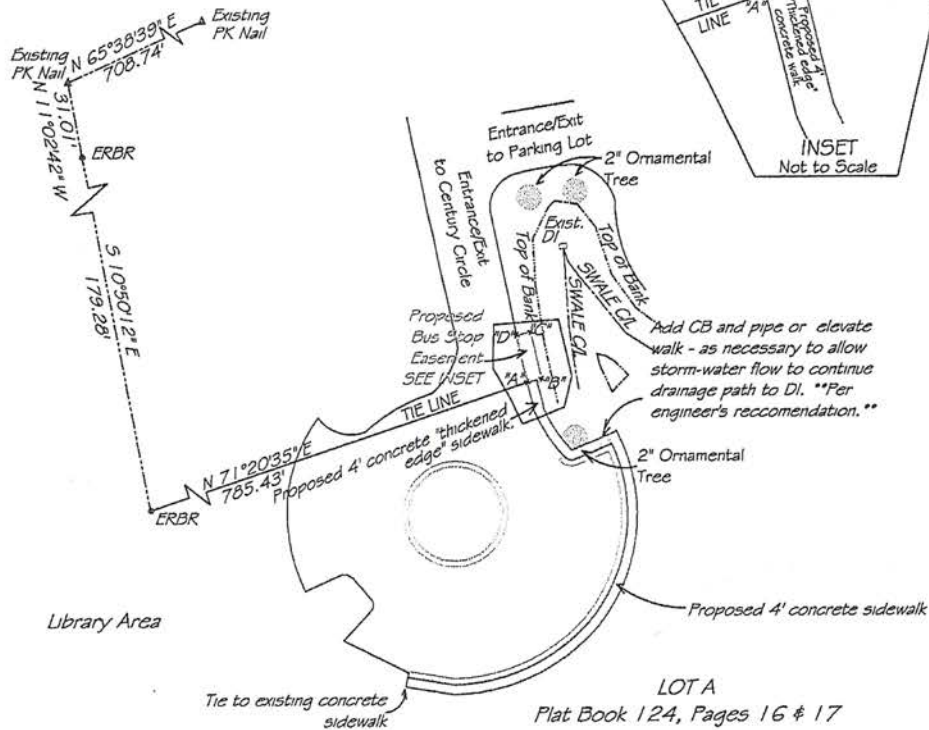 N 65°38'39" E
708.74'
Existing
PK Nail
Existing
PK Nail
31.01'
N 11°02'42" W
ERBR
S 10°50'12" E
179.28'
ERBR
N 71°20'35" E
785.43'
TIE LINE
TIE
LINE
"A"
Proposed 4'
"Thickened edge"
concrete walk
INSET
Not to Scale
Entrance/Exit
to Parking Lot
Entrance/Exit
to Century Circle
2" Ornamental
Tree
Exist.
DI
Top of Bank
Top of Bank
SWALE C/L
SWALE C/L
Proposed
Bus Stop
Easement
SEE INSET
"D"
"C"
"A"
"B"
Add CB and pipe or elevate
walk - as necessary to allow
storm-water flow to continue
drainage path to DI. **Per
engineer's reccomendation.**
Proposed 4' concrete "thickened
edge" sidewalk.
2" Ornamental
Tree
Library Area
Proposed 4' concrete sidewalk
Tie to existing concrete
sidewalk
LOT A
Plat Book 124, Pages 16 & 17